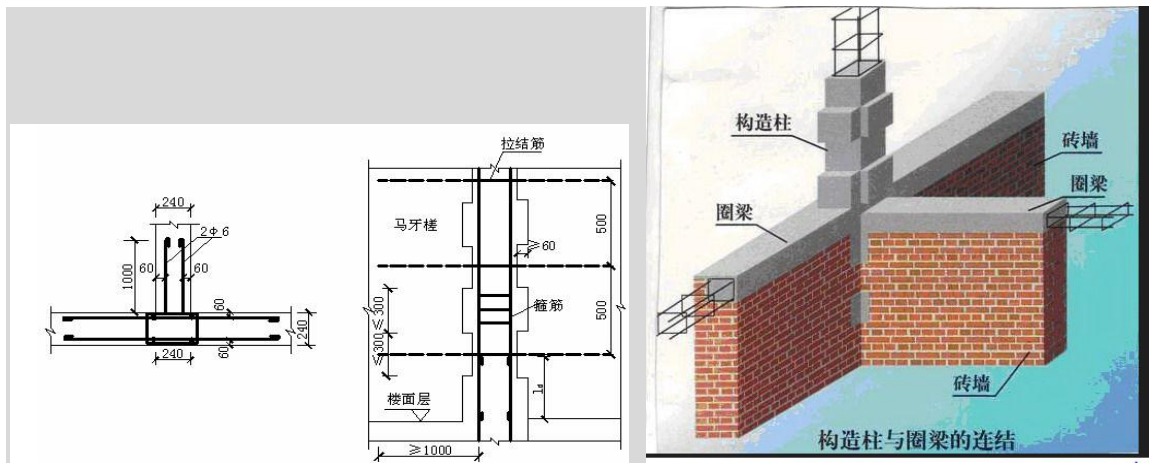 240
2Φ6
60
60
1000
60
240
240
60
拉结筋
马牙槎
500
≥60
≤300
箍筋
500
≤300
ld
楼面层
≥1000
构造柱
砖墙
圈梁
圈梁
砖墙
构造柱与圈梁的连结